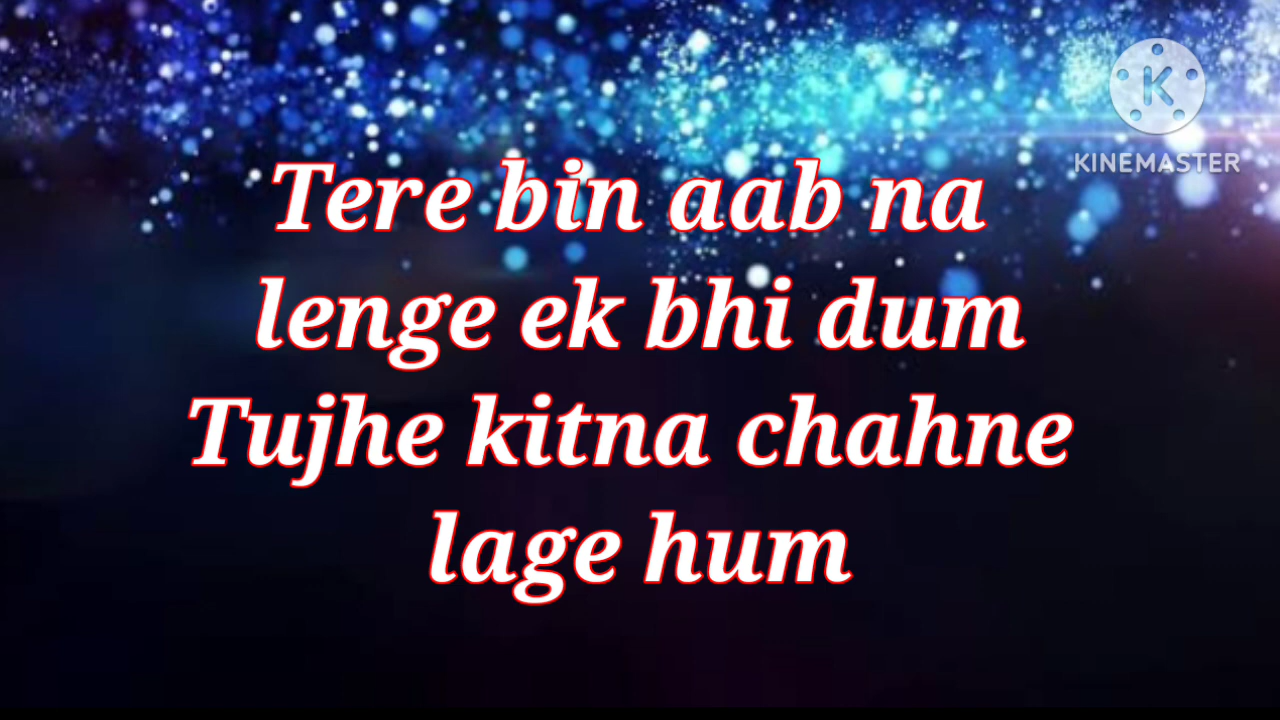 KINEMASTER
Tere bin aab na
lenge ek bhi dum
Tujhe kitna chahne
lage hum